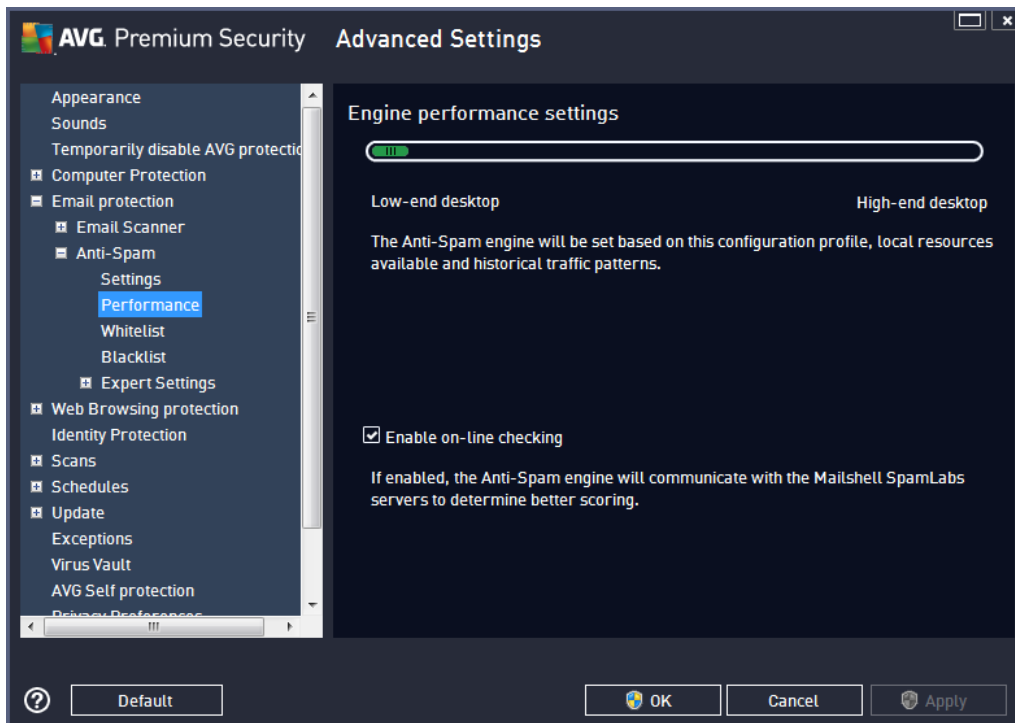 AVG. Premium Security
Advanced Settings
Appearance
Sounds
Temporarily disable AVG protectio
Computer Protection
Email protection
Email Scanner
Anti-Spam
Settings
Performance
Whitelist
Blacklist
Expert Settings
Web Browsing protection
Identity Protection
Scans
Schedules
Update
Exceptions
Virus Vault
AVG Self protection
Privacy Preferences
Engine performance settings
Low-end desktop
High-end desktop
The Anti-Spam engine will be set based on this configuration profile, local resources
available and historical traffic patterns.
Enable on-line checking
If enabled, the Anti-Spam engine will communicate with the Mailshell SpamLabs
servers to determine better scoring.
?
Default
OK
Cancel
Apply